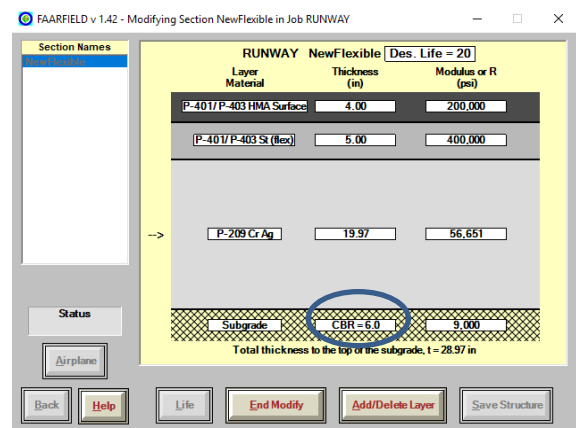 FAARFIELD v 1.42 - Modifying Section NewFlexible in Job RUNWAY
Section Names
NewFlexible
RUNWAY NewFlexible Des. Life = 20
Layer Material Thickness (in) Modulus or R (psi)
P-401/ P-403 HMA Surface 4.00 200,000
P-401/ P-403 St (flex) 5.00 400,000
--> P-209 Cr Ag 19.97 56,651
Subgrade CBR = 6.0 9,000
Total thickness to the top of the subgrade, t = 28.97 in
Status
Airplane
Back Help Life End Modify Add/Delete Layer Save Structure